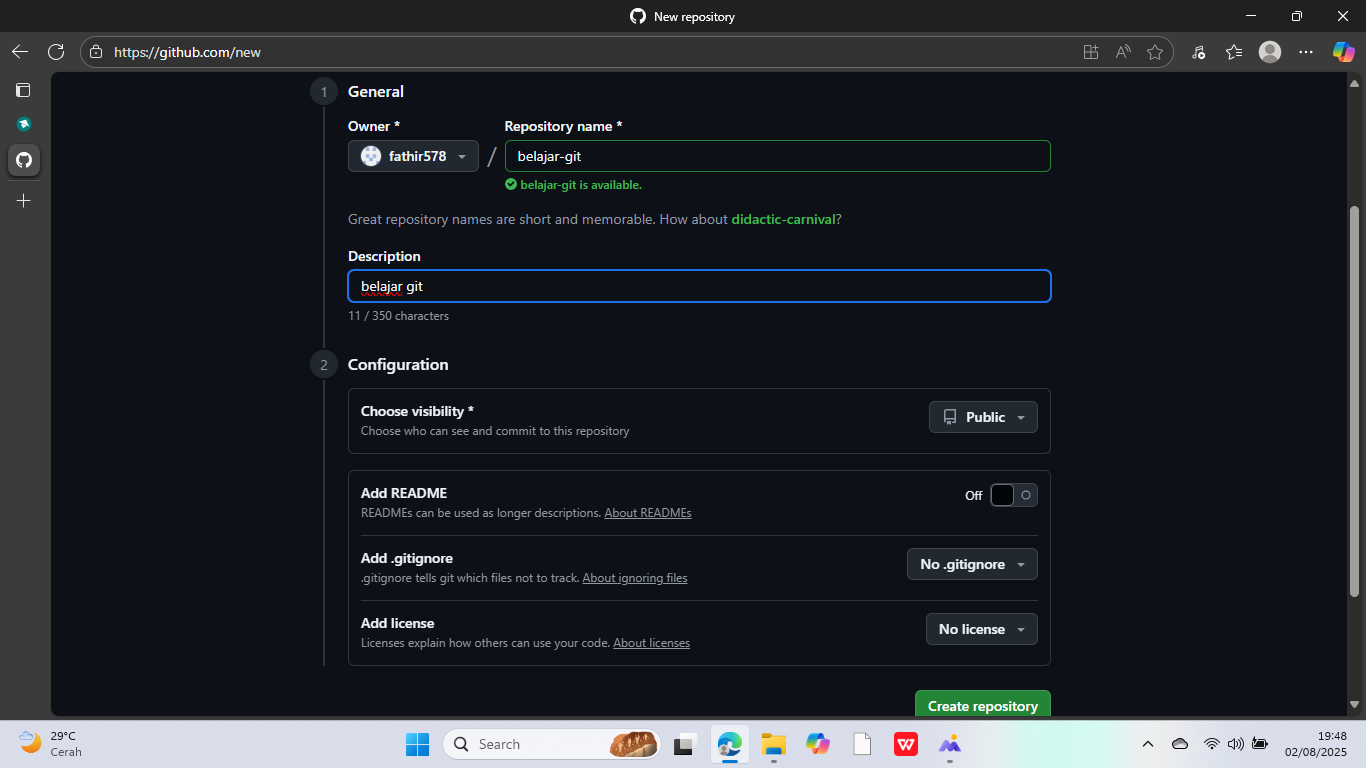 New repository
https://github.com/new
1 General
Owner * Repository name *
fathir578 / belajar-git
belajar-git is available.
Great repository names are short and memorable. How about didactic-carnival?
Description
belajar git
11 / 350 characters
2 Configuration
Choose visibility *
Choose who can see and commit to this repository
Public
Add README
READMEs can be used as longer descriptions. About READMEs
Off
Add .gitignore
.gitignore tells git which files not to track. About ignoring files
No .gitignore
Add license
Licenses explain how others can use your code. About licenses
No license
Create repository
29°C
Cerah
Search
19:48
02/08/2025